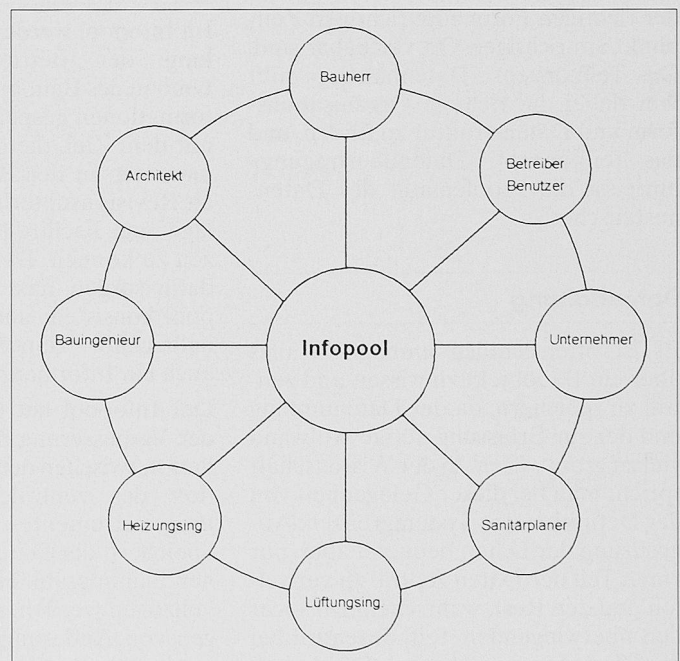 Bauherr
Architekt
Betreiber
Benutzer
Bauingenieur
Infopool
Unternehmer
Heizungsing
Sanitärplaner
Lüftungsing.